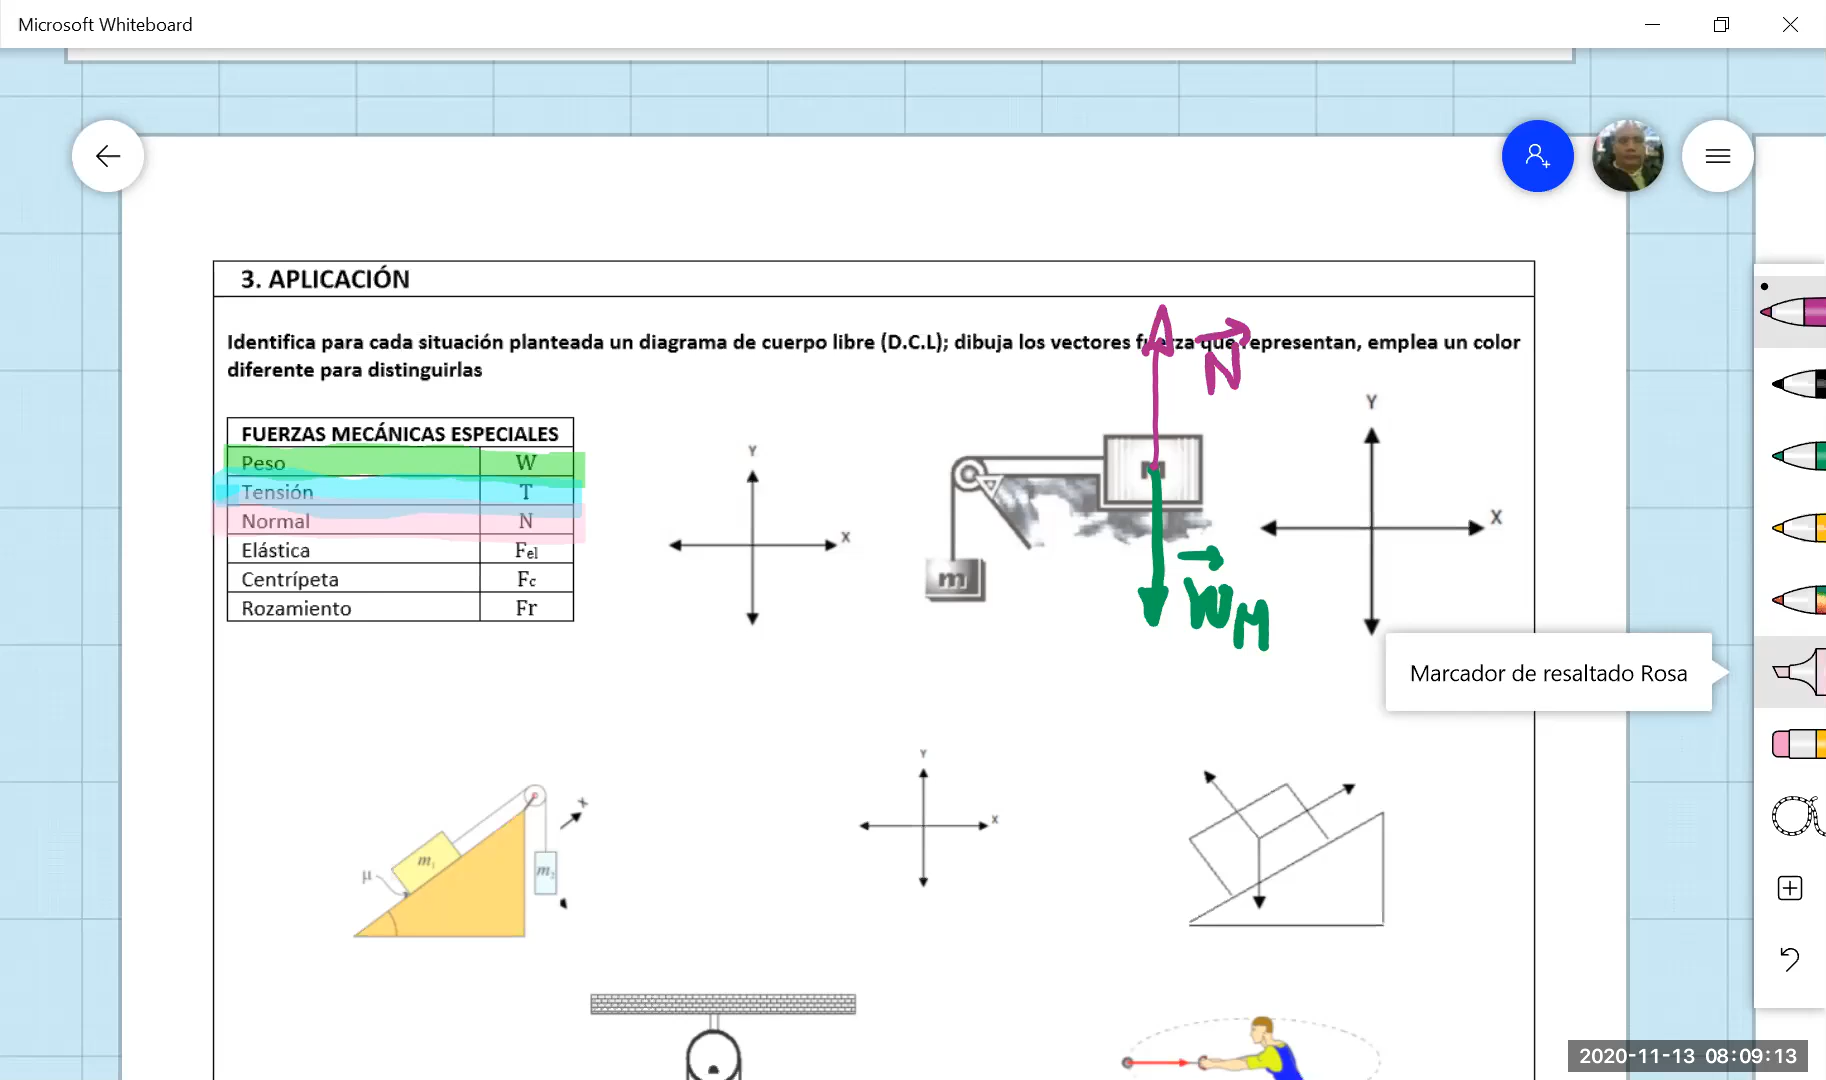 Microsoft Whiteboard
3. APLICACIÓN
Identifica para cada situación planteada un diagrama de cuerpo libre (D.C.L); dibuja los vectores fuerza que representan, emplea un color
diferente para distinguirlas
N
FUERZAS MECÁNICAS ESPECIALES
Peso W
Tensión T
Normal N
Elástica Fel
Centrípeta Fc
Rozamiento Fr
Y
X
M
m
WM
Y
X
Marcador de resaltado Rosa
μ
m1
m2
x
Y
X
2020-11-13 08:09:13